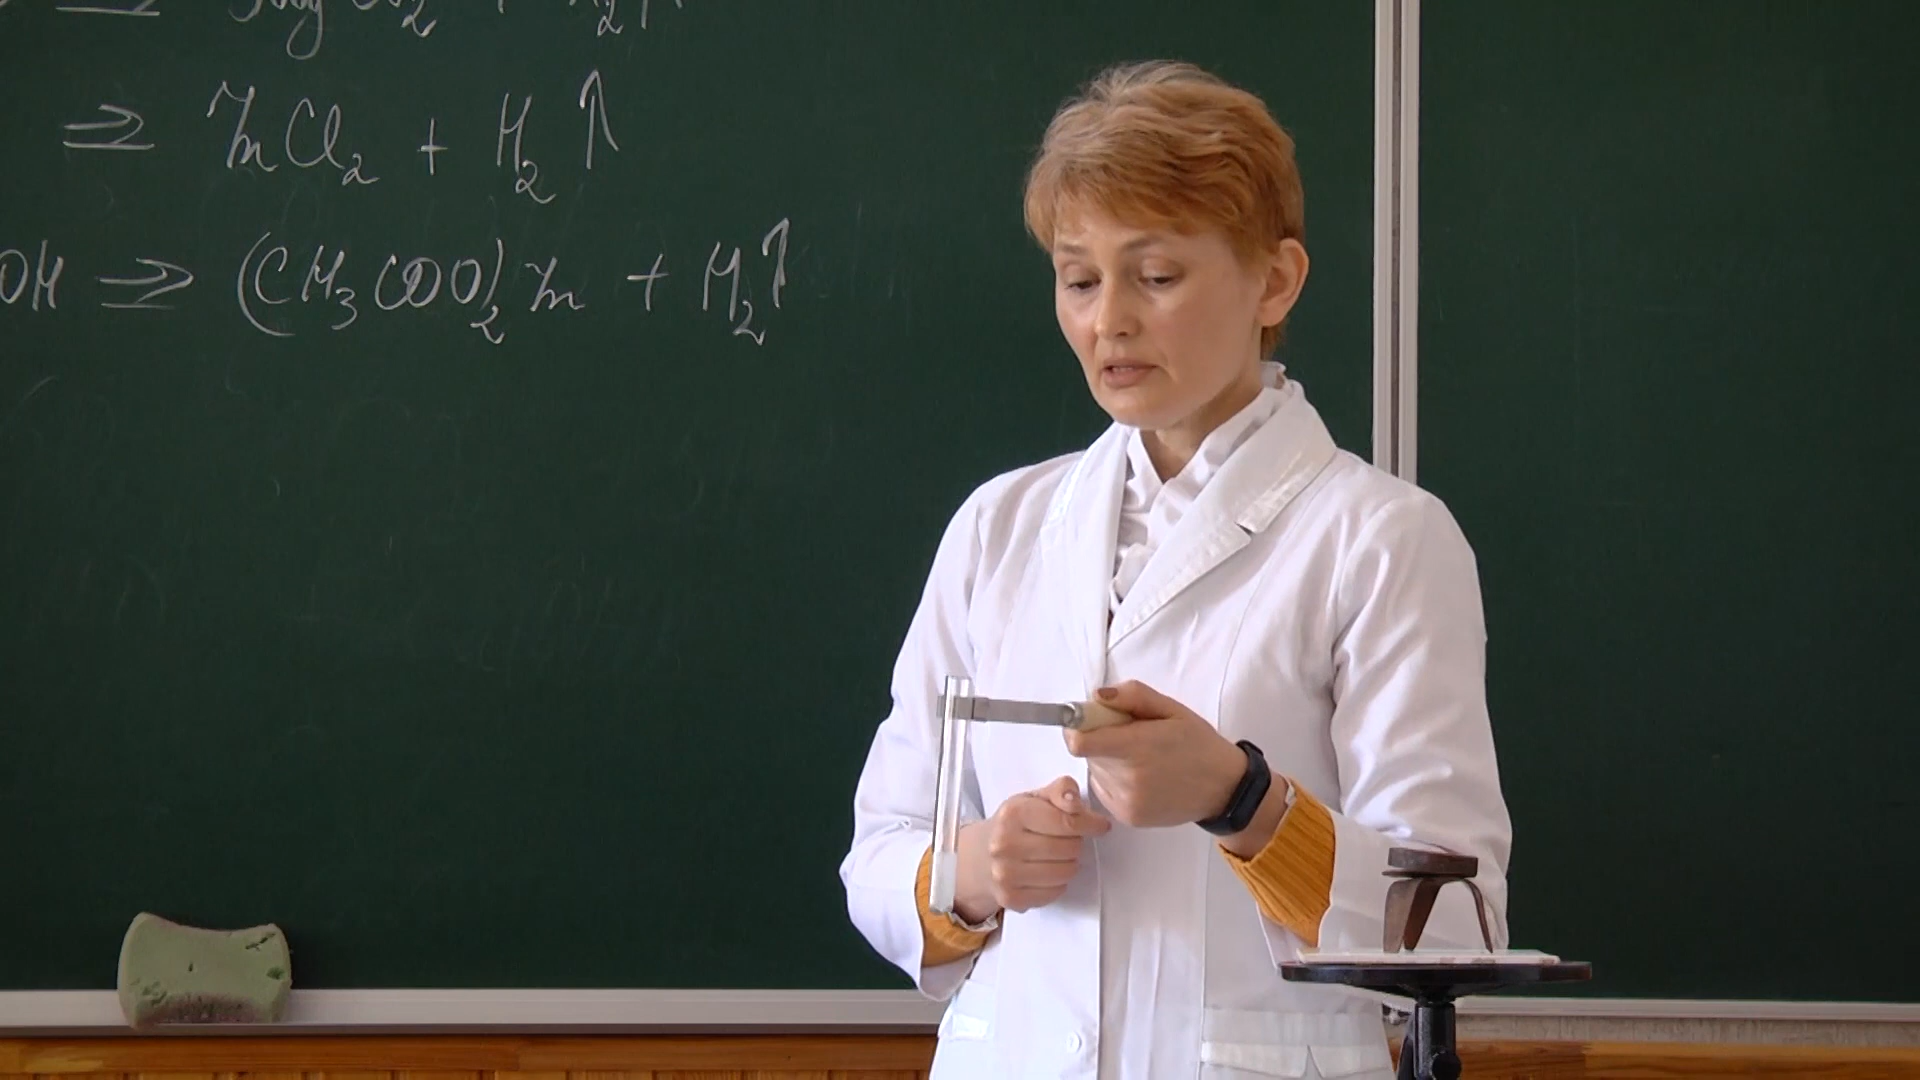 ⇒ ZnCl₂ + H₂ ↑
OH ⇒ (CH₃COO)₂Zn + H₂↑